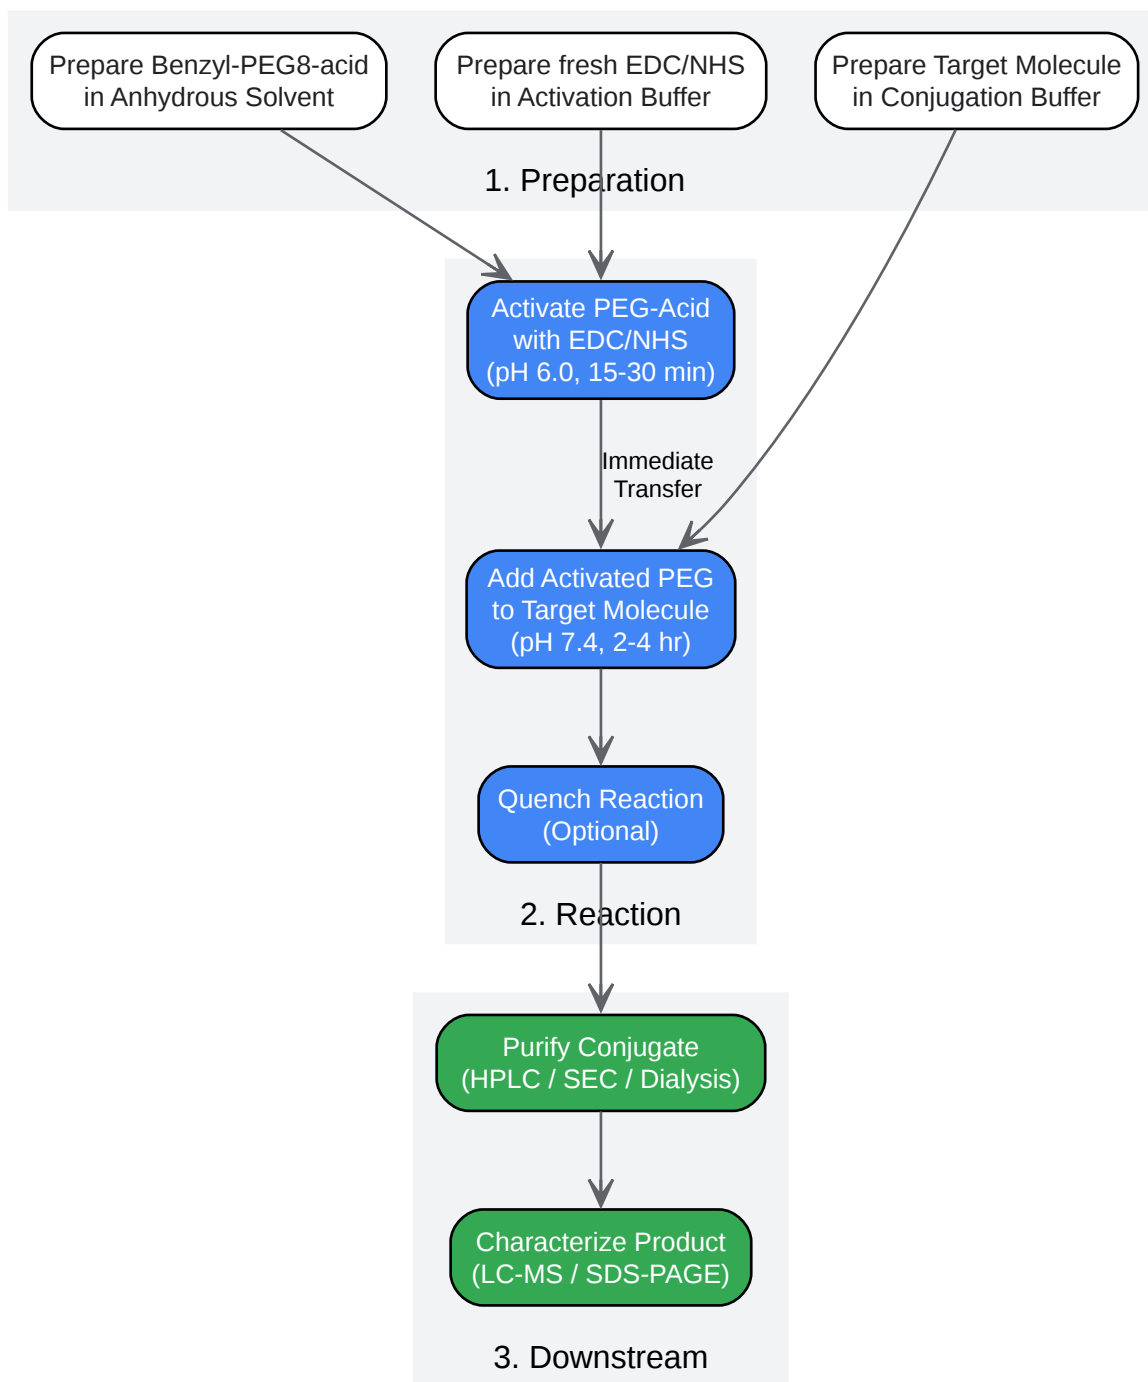 Prepare Benzyl-PEG8-acid
in Anhydrous Solvent
Prepare fresh EDC/NHS
in Activation Buffer
Prepare Target Molecule
in Conjugation Buffer
1. Preparation
Activate PEG-Acid
with EDC/NHS
(pH 6.0, 15-30 min)
Immediate
Transfer
Add Activated PEG
to Target Molecule
(pH 7.4, 2-4 hr)
Quench Reaction
(Optional)
2. Reaction
Purify Conjugate
(HPLC / SEC / Dialysis)
Characterize Product
(LC-MS / SDS-PAGE)
3. Downstream